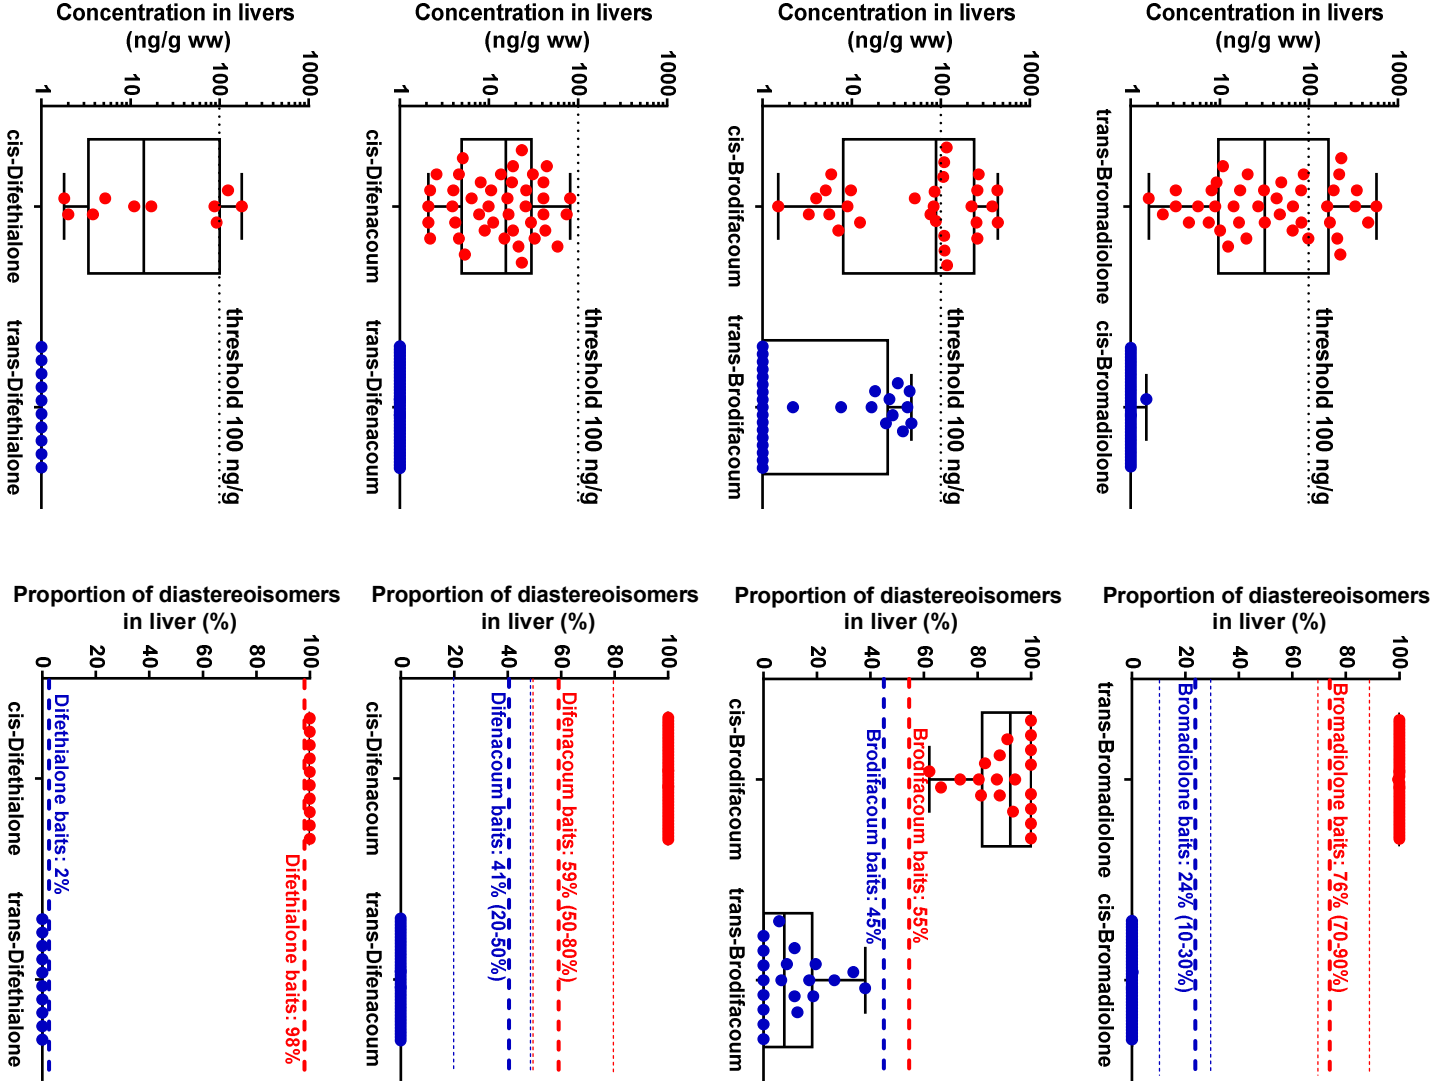 Concentration in livers
(ng/g ww)
1000
100
10
1
threshold 100 ng/g
trans-Bromadiolone
cis-Bromadiolone
Proportion of diastereoisomers
in liver (%)
100
80
60
40
20
0
Bromadiolone baits: 76% (70-90%)
Bromadiolone baits: 24% (10-30%)
trans-Bromadiolone
cis-Bromadiolone
Concentration in livers
(ng/g ww)
1000
100
10
1
threshold 100 ng/g
cis-Brodifacoum
trans-Brodifacoum
Proportion of diastereoisomers
in liver (%)
100
80
60
40
20
0
Brodifacoum baits: 55%
Brodifacoum baits: 45%
cis-Brodifacoum
trans-Brodifacoum
Concentration in livers
(ng/g ww)
1000
100
10
1
threshold 100 ng/g
cis-Difenacoum
trans-Difenacoum
Proportion of diastereoisomers
in liver (%)
100
80
60
40
20
0
Difenacoum baits: 59% (50-80%)
Difenacoum baits: 41% (20-50%)
cis-Difenacoum
trans-Difenacoum
Concentration in livers
(ng/g ww)
1000
100
10
1
threshold 100 ng/g
cis-Difethialone
trans-Difethialone
Proportion of diastereoisomers
in liver (%)
100
80
60
40
20
0
Difethialone baits: 98%
Difethialone baits: 2%
cis-Difethialone
trans-Difethialone